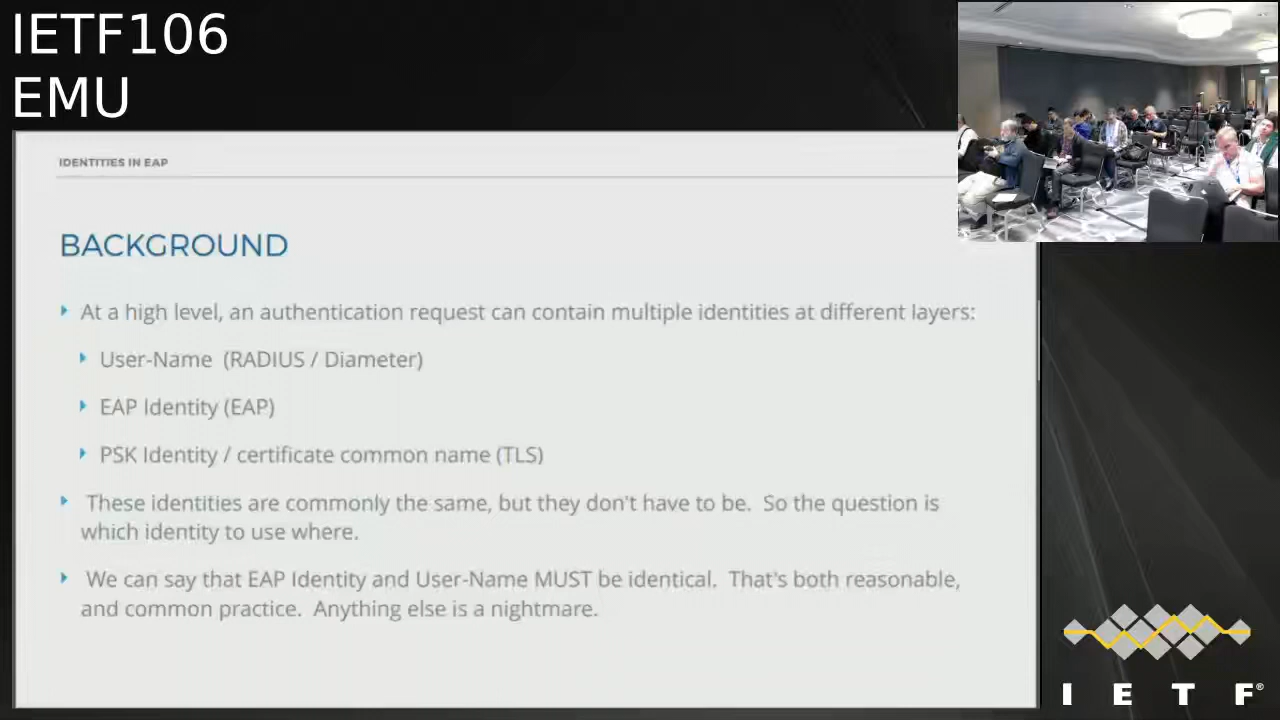 IETF106
EMU
IDENTITIES IN EAP
BACKGROUND
At a high level, an authentication request can contain multiple identities at different layers:
User-Name (RADIUS / Diameter)
EAP Identity (EAP)
PSK Identity / certificate common name (TLS)
These identities are commonly the same, but they don't have to be. So the question is
which identity to use where.
We can say that EAP Identity and User-Name MUST be identical. That's both reasonable,
and common practice. Anything else is a nightmare.
I E T F®